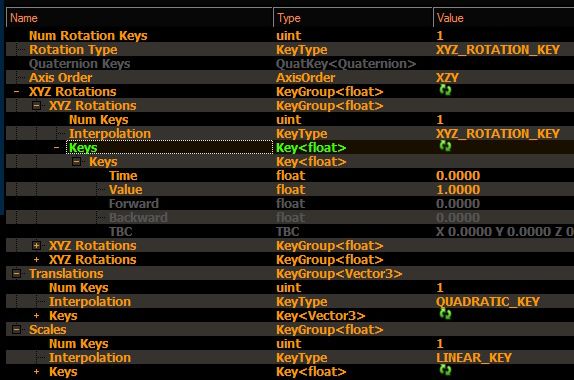 Name Type Value
Num Rotation Keys uint 1
Rotation Type KeyType XYZ_ROTATION_KEY
Quaternion Keys QuatKey<Quaternion>
Axis Order AxisOrder XZY
XYZ Rotations KeyGroup<float>
XYZ Rotations KeyGroup<float>
Num Keys uint 1
Interpolation KeyType XYZ_ROTATION_KEY
Keys Key<float>
Keys Key<float>
Time float 0.0000
Value float 1.0000
Forward float 0.0000
Backward float 0.0000
TBC TBC X 0.0000 Y 0.0000 Z 0
XYZ Rotations KeyGroup<float>
XYZ Rotations KeyGroup<float>
Translations KeyGroup<Vector3>
Num Keys uint 1
Interpolation KeyType QUADRATIC_KEY
Keys Key<Vector3>
Scales KeyGroup<float>
Num Keys uint 1
Interpolation KeyType LINEAR_KEY
Keys Key<float>